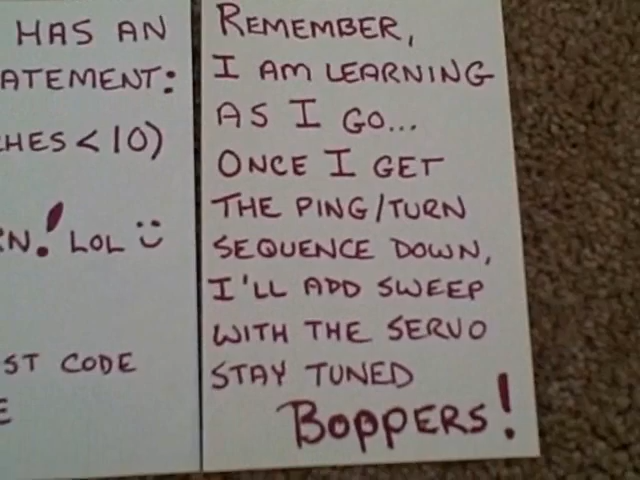 HAS AN
ATEMENT:
HES < 10)
N! LOL
ST CODE
E
REMEMBER,
I AM LEARNING
AS I GO...
ONCE I GET
THE PING/TURN
SEQUENCE DOWN,
I'LL ADD SWEEP
WITH THE SERVO
STAY TUNED
BOPPERS!